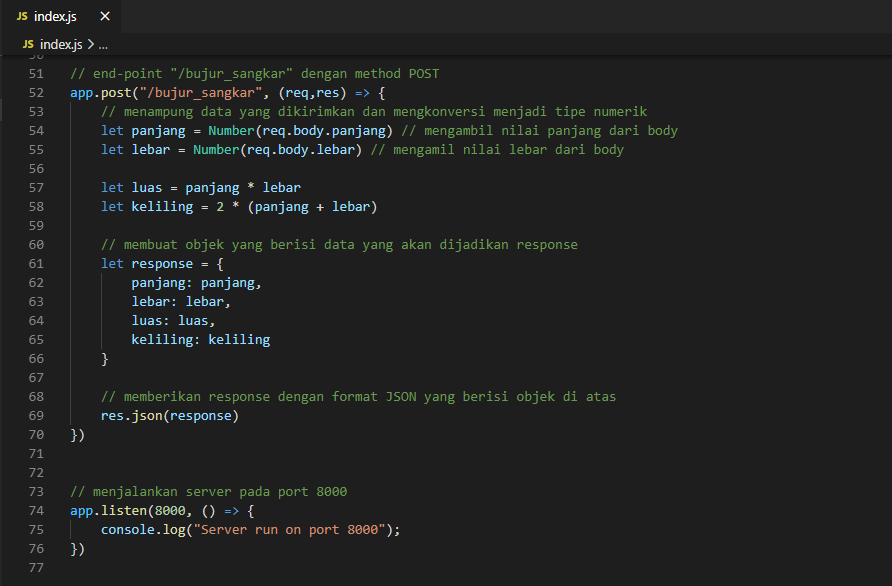 JS index.js ×
JS index.js > ...
50
51 // end-point "/bujur_sangkar" dengan method POST
52 app.post("/bujur_sangkar", (req,res) => {
53     // menampung data yang dikirimkan dan mengkonversi menjadi tipe numerik
54     let panjang = Number(req.body.panjang) // mengambil nilai panjang dari body
55     let lebar = Number(req.body.lebar) // mengamil nilai lebar dari body
56
57     let luas = panjang * lebar
58     let keliling = 2 * (panjang + lebar)
59
60     // membuat objek yang berisi data yang akan dijadikan response
61     let response = {
62         panjang: panjang,
63         lebar: lebar,
64         luas: luas,
65         keliling: keliling
66     }
67
68     // memberikan response dengan format JSON yang berisi objek di atas
69     res.json(response)
70 })
71
72
73 // menjalankan server pada port 8000
74 app.listen(8000, () => {
75     console.log("Server run on port 8000");
76 })
77